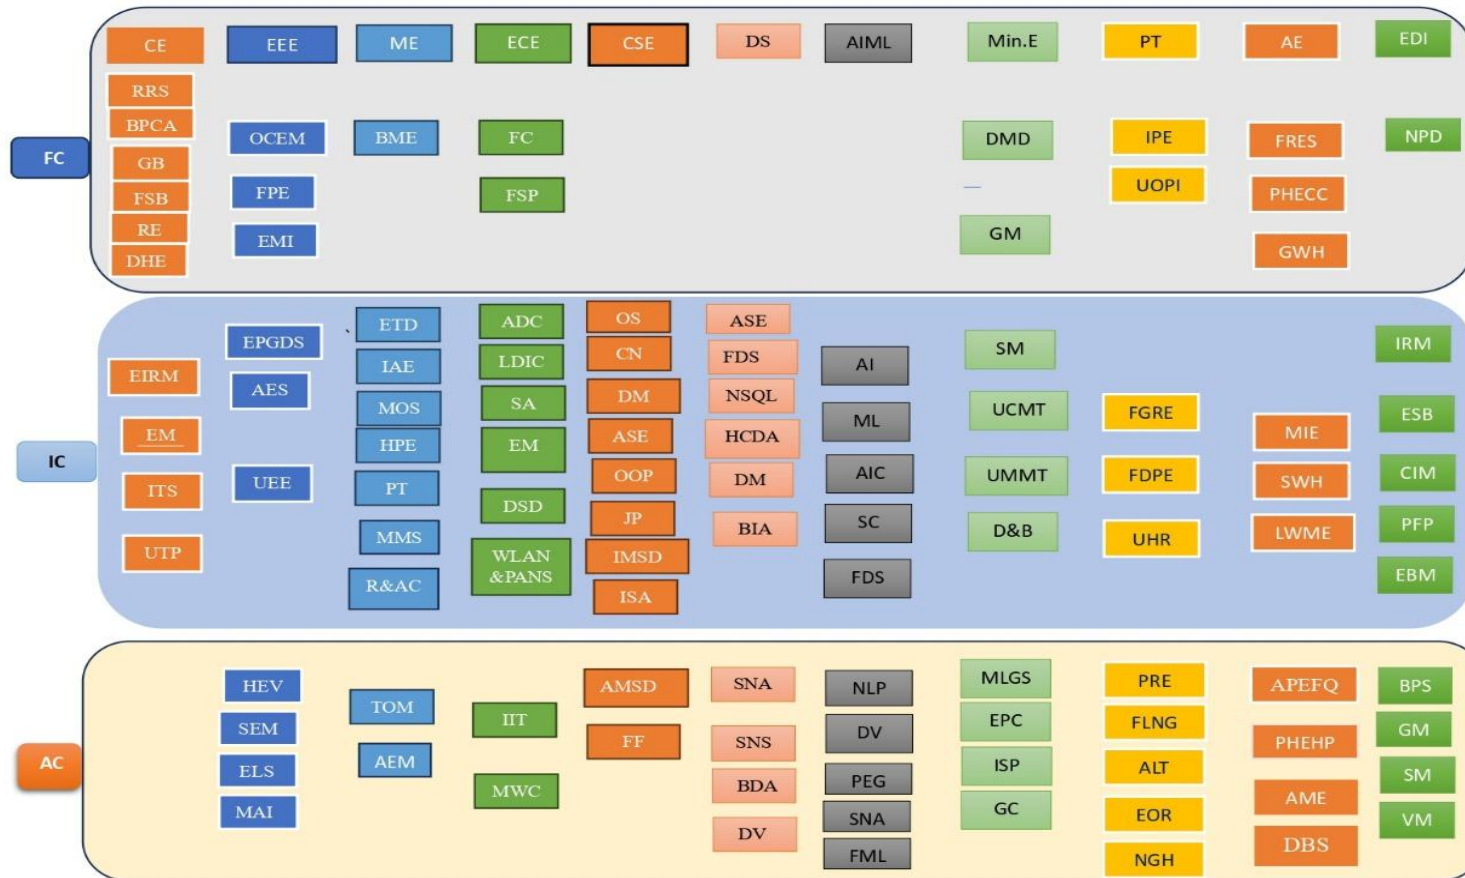 CE
EEE
ME
ECE
CSE
DS
AIML
Min.E
PT
AE
EDI
FC
RRS
BPCA
GB
FSB
RE
DHE
OCEM
FPE
EMI
BME
FC
FSP
DMD
—
GM
IPE
UOPI
FRES
PHECC
GWH
NPD
IC
EIRM
EM
ITS
UTP
EPGDS
AES
UEE
ETD
IAE
MOS
HPE
PT
MMS
R&AC
ADC
LDIC
SA
EM
DSD
WLAN
&PANS
OS
CN
DM
ASE
OOP
JP
IMSD
ISA
ASE
FDS
NSQL
HCDA
DM
BIA
AI
ML
AIC
SC
FDS
SM
UCMT
UMMT
D&B
FGRE
FDPE
UHR
MIE
SWH
LWME
IRM
ESB
CIM
PFP
EBM
AC
HEV
SEM
ELS
MAI
TOM
AEM
IIT
MWC
AMSD
FF
SNA
SNS
BDA
DV
NLP
DV
PEG
SNA
FML
MLGS
EPC
ISP
GC
PRE
FLNG
ALT
EOR
NGH
APEFQ
PHEHP
AME
DBS
BPS
GM
SM
VM